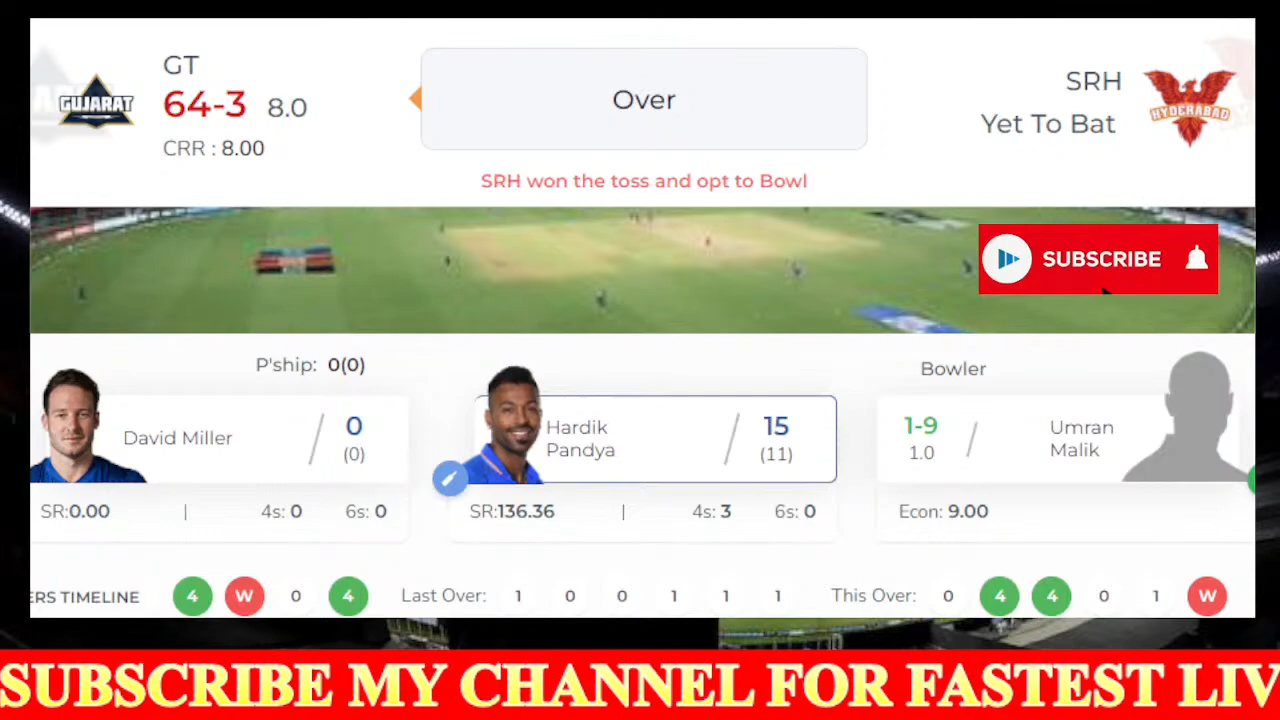 GT
64-3 8.0
CRR : 8.00
GUJARAT
Over
SRH won the toss and opt to Bowl
SRH
Yet To Bat
HYDERABAD
SUBSCRIBE
P'ship: 0(0)
David Miller
0
(0)
SR:0.00 | 4s: 0 6s: 0
Hardik
Pandya
15
(11)
SR:136.36 | 4s: 3 6s: 0
Bowler
1-9
1.0
Umran
Malik
Econ: 9.00
ERS TIMELINE 4 W 0 4 Last Over: 1 0 0 1 1 1 This Over: 0 4 4 0 1 W
SUBSCRIBE MY CHANNEL FOR FASTEST LIV